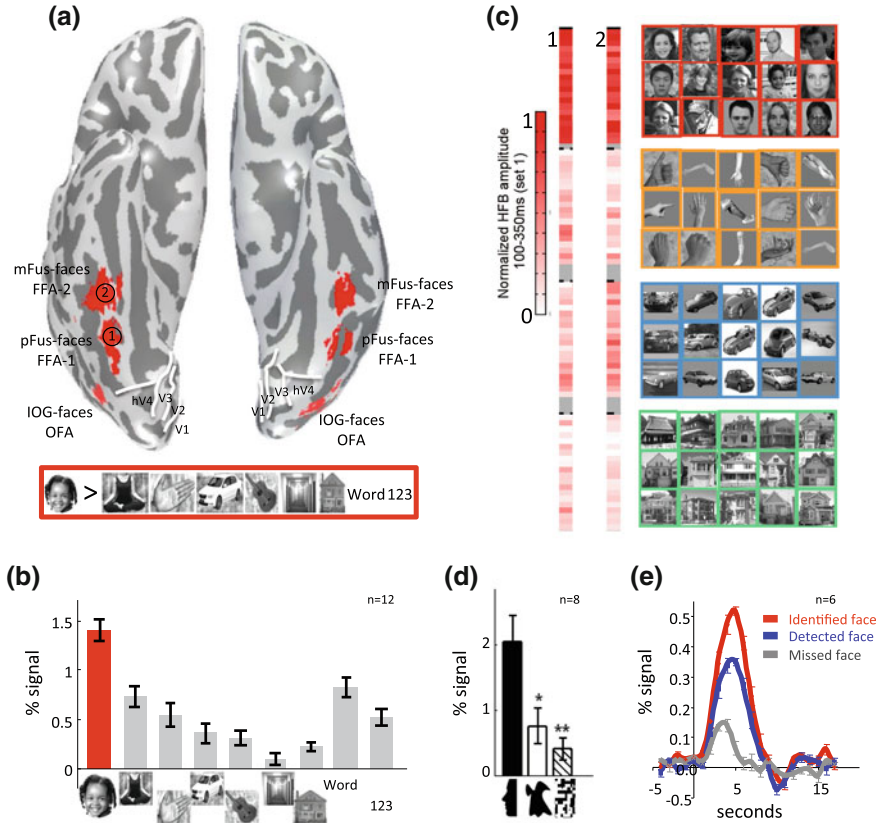 (a)
mFus-faces
FFA-2
2
pFus-faces
FFA-1
1
IOG-faces
OFA
hV4
V3
V2
V1
mFus-faces
FFA-2
pFus-faces
FFA-1
IOG-faces
OFA
hV4
V3
V2
V1
> Word 123
(b)
n=12
% signal
1.5
1
0.5
0
Word
123
(c)
1
2
Normalized HFB amplitude
100-350ms (set 1)
1
0
(d)
n=8
% signal
2
1
0
*
**
(e)
n=6
% signal
0.5
0.4
0.3
0.2
0.1
0.0
-0.5
Identified face
Detected face
Missed face
-5
5
10
15
seconds